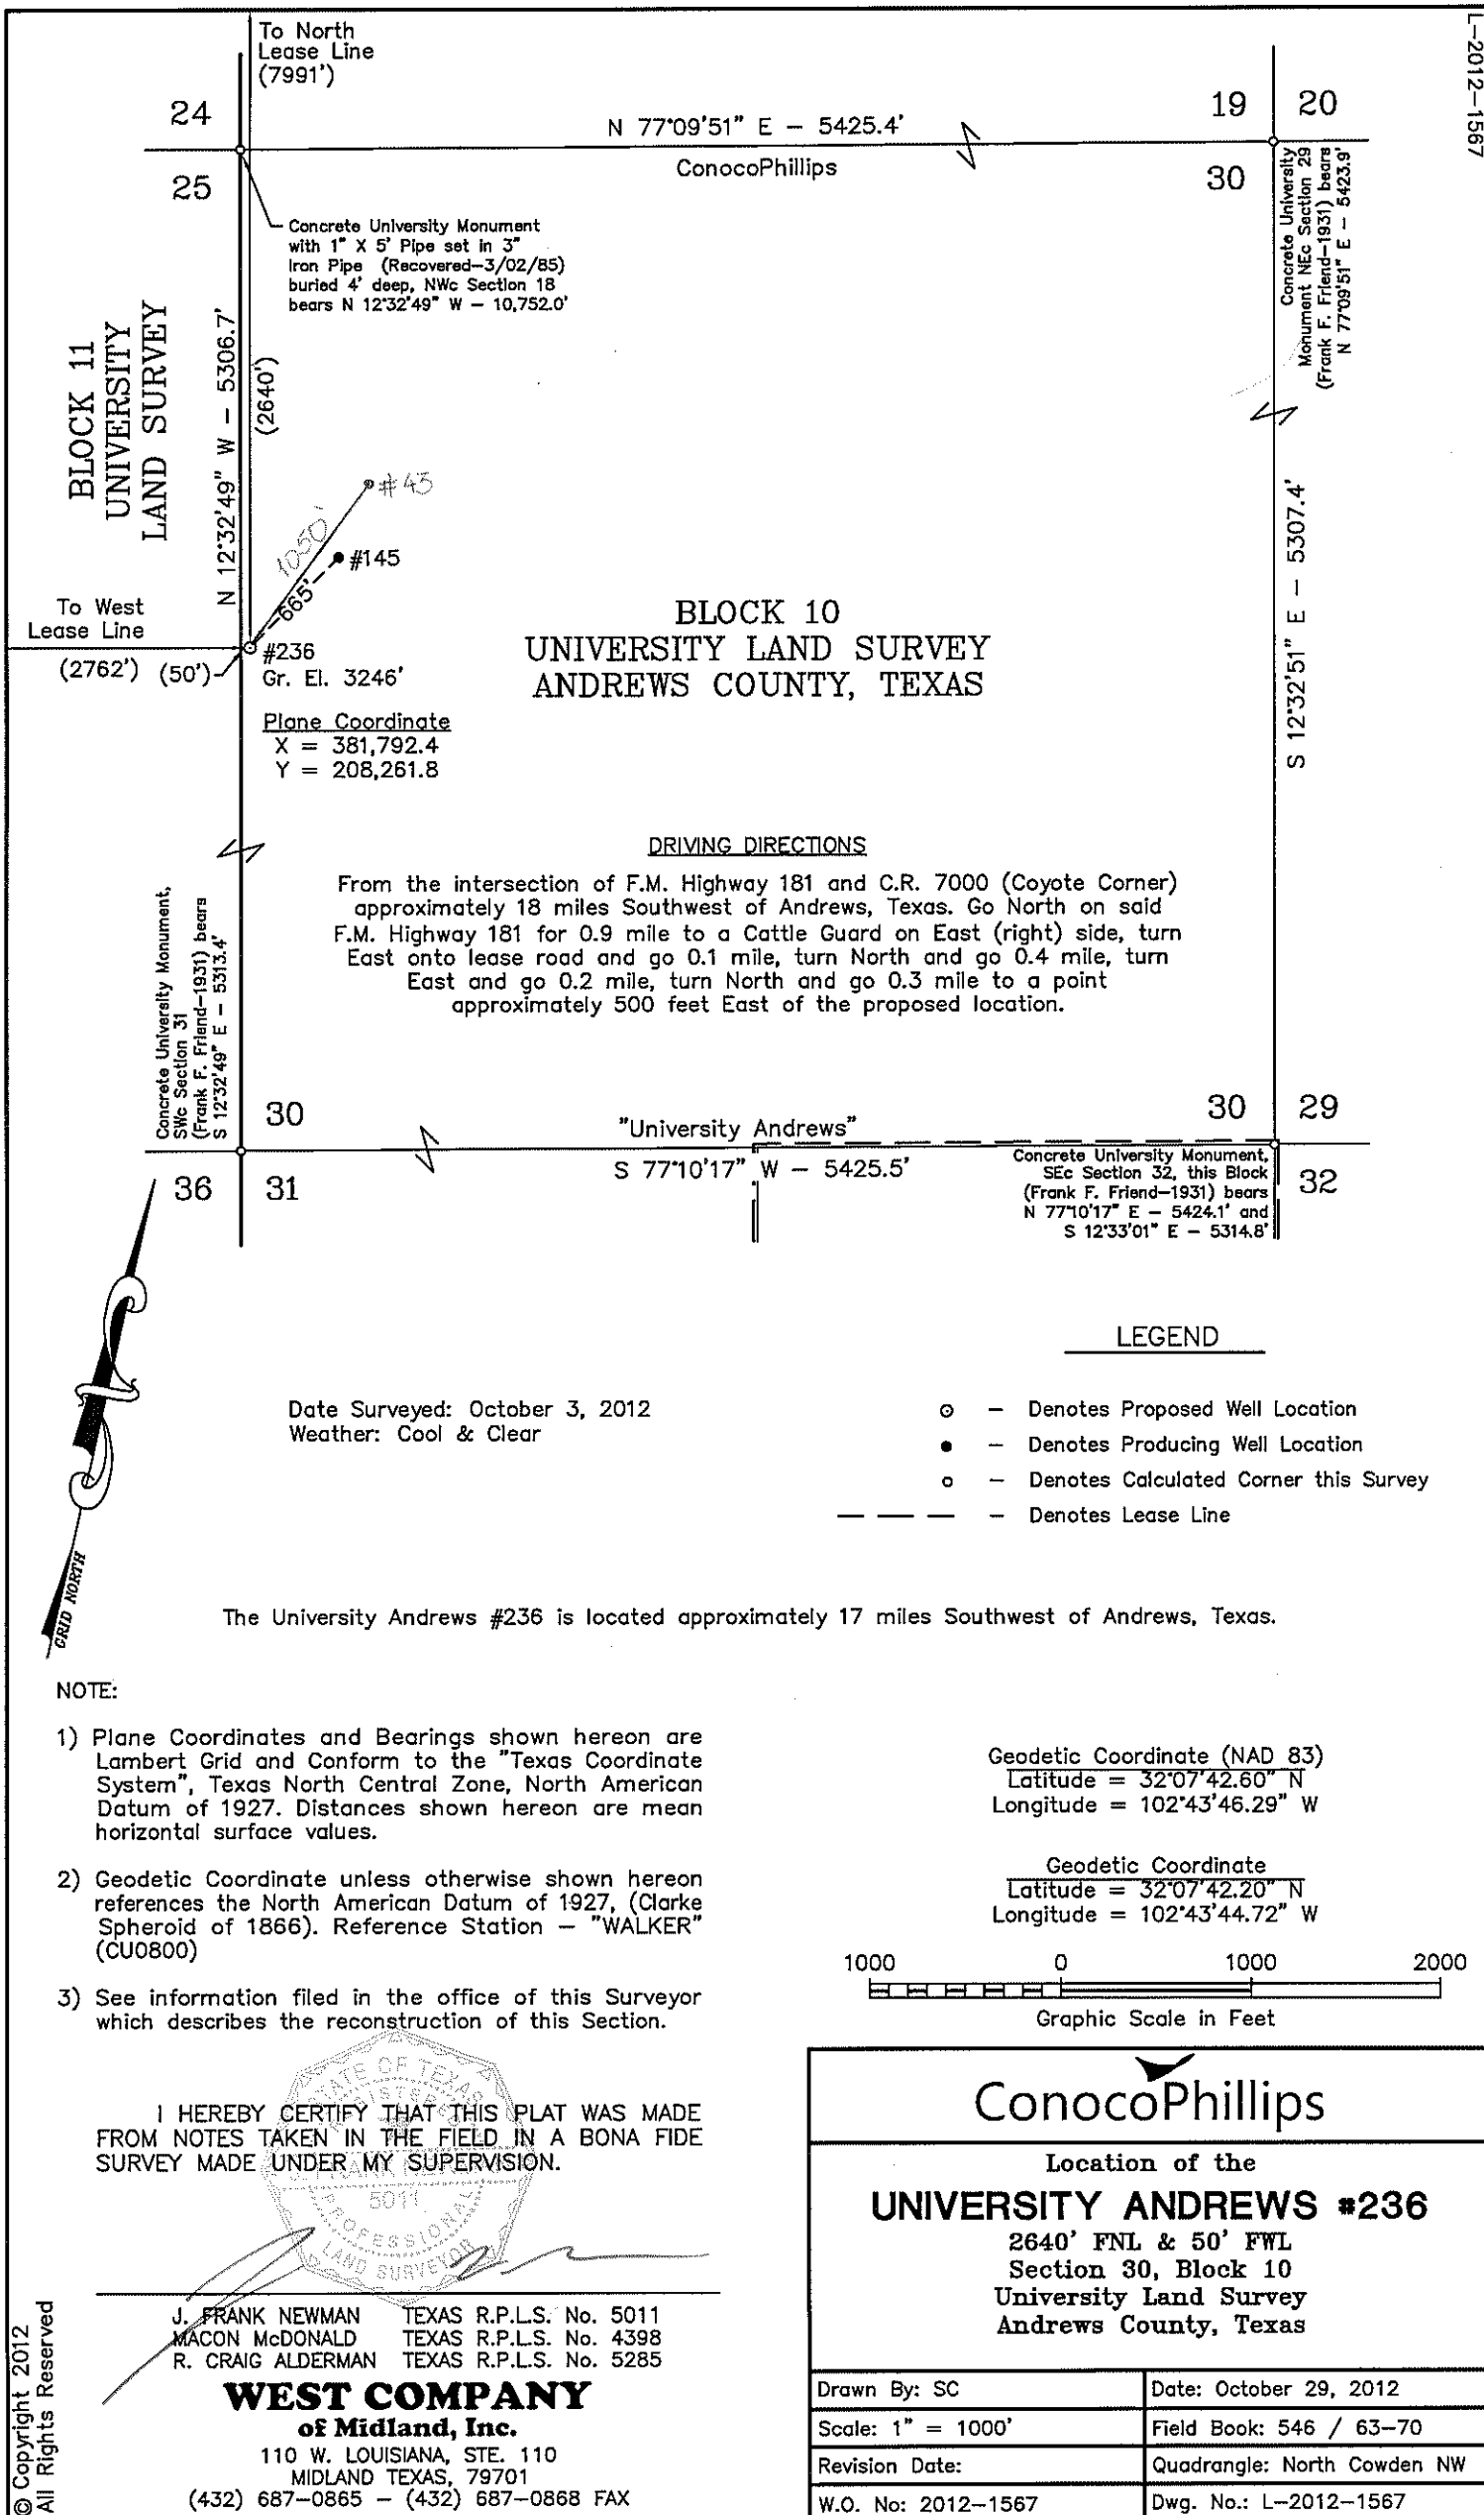 L-2012-1567
To North
Lease Line
(7991')
24
19
20
N 77°09'51" E - 5425.4'
ConocoPhillips
25
30
Concrete University
Monument NEc Section 29
(Frank F. Friend-1931) bears
N 77°09'51" E - 5423.9'
Concrete University Monument
with 1" X 5' Pipe set in 3"
Iron Pipe (Recovered-3/02/85)
buried 4' deep, NWc Section 18
bears N 12°32'49" W - 10,752.0'
BLOCK 11
UNIVERSITY
LAND SURVEY
N 12°32'49" W - 5306.7'
(2640')
#43
1050'
#145
665'
S 12°32'51" E - 5307.4'
To West
Lease Line
(2762') (50')
#236
Gr. El. 3246'
BLOCK 10
UNIVERSITY LAND SURVEY
ANDREWS COUNTY, TEXAS
Plane Coordinate
X = 381,792.4
Y = 208,261.8
DRIVING DIRECTIONS
From the intersection of F.M. Highway 181 and C.R. 7000 (Coyote Corner)
approximately 18 miles Southwest of Andrews, Texas. Go North on said
F.M. Highway 181 for 0.9 mile to a Cattle Guard on East (right) side, turn
East onto lease road and go 0.1 mile, turn North and go 0.4 mile, turn
East and go 0.2 mile, turn North and go 0.3 mile to a point
approximately 500 feet East of the proposed location.
Concrete University Monument,
SWc Section 31
(Frank F. Friend-1931) bears
S 12°32'49" E - 5313.4'
30
30
29
"University Andrews"
S 77°10'17" W - 5425.5'
36
31
32
Concrete University Monument,
SEc Section 32, this Block
(Frank F. Friend-1931) bears
N 77°10'17" E - 5424.1' and
S 12°33'01" E - 5314.8'
GRID NORTH
LEGEND
Date Surveyed: October 3, 2012
Weather: Cool & Clear
- Denotes Proposed Well Location
- Denotes Producing Well Location
- Denotes Calculated Corner this Survey
- Denotes Lease Line
The University Andrews #236 is located approximately 17 miles Southwest of Andrews, Texas.
NOTE:
1) Plane Coordinates and Bearings shown hereon are
Lambert Grid and Conform to the "Texas Coordinate
System", Texas North Central Zone, North American
Datum of 1927. Distances shown hereon are mean
horizontal surface values.
2) Geodetic Coordinate unless otherwise shown hereon
references the North American Datum of 1927, (Clarke
Spheroid of 1866). Reference Station - "WALKER"
(CU0800)
3) See information filed in the office of this Surveyor
which describes the reconstruction of this Section.
Geodetic Coordinate (NAD 83)
Latitude = 32°07'42.60" N
Longitude = 102°43'46.29" W
Geodetic Coordinate
Latitude = 32°07'42.20" N
Longitude = 102°43'44.72" W
1000 0 1000 2000
Graphic Scale in Feet
STATE OF TEXAS
REGISTERED
J. FRANK NEWMAN
5011
PROFESSIONAL
LAND SURVEYOR
I HEREBY CERTIFY THAT THIS PLAT WAS MADE
FROM NOTES TAKEN IN THE FIELD IN A BONA FIDE
SURVEY MADE UNDER MY SUPERVISION.
J. FRANK NEWMAN TEXAS R.P.L.S. No. 5011
MACON McDONALD TEXAS R.P.L.S. No. 4398
R. CRAIG ALDERMAN TEXAS R.P.L.S. No. 5285
WEST COMPANY
of Midland, Inc.
110 W. LOUISIANA, STE. 110
MIDLAND TEXAS, 79701
(432) 687-0865 - (432) 687-0868 FAX
© Copyright 2012
All Rights Reserved
ConocoPhillips
Location of the
UNIVERSITY ANDREWS #236
2640' FNL & 50' FWL
Section 30, Block 10
University Land Survey
Andrews County, Texas
Drawn By: SC
Date: October 29, 2012
Scale: 1" = 1000'
Field Book: 546 / 63-70
Revision Date:
Quadrangle: North Cowden NW
W.O. No: 2012-1567
Dwg. No.: L-2012-1567